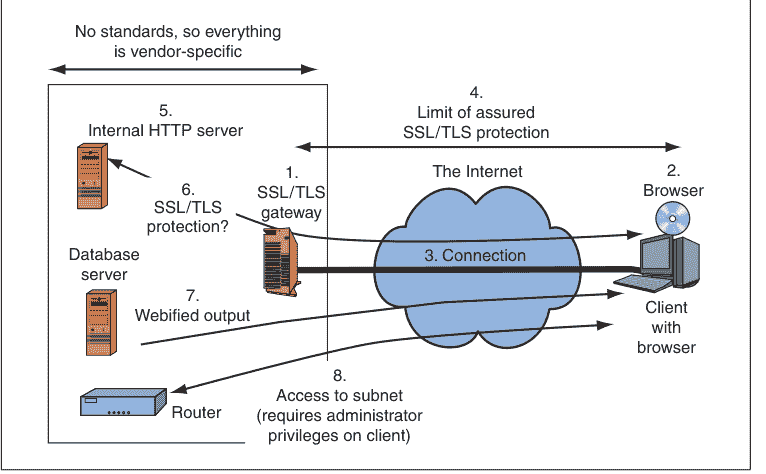 No standards, so everything
is vendor-specific
4.
Limit of assured
SSL/TLS protection
5.
Internal HTTP server
1.
SSL/TLS
gateway
The Internet
2.
Browser
6.
SSL/TLS
protection?
3. Connection
Database
server
7.
Webified output
Client
with
browser
8.
Access to subnet
(requires administrator
privileges on client)
Router